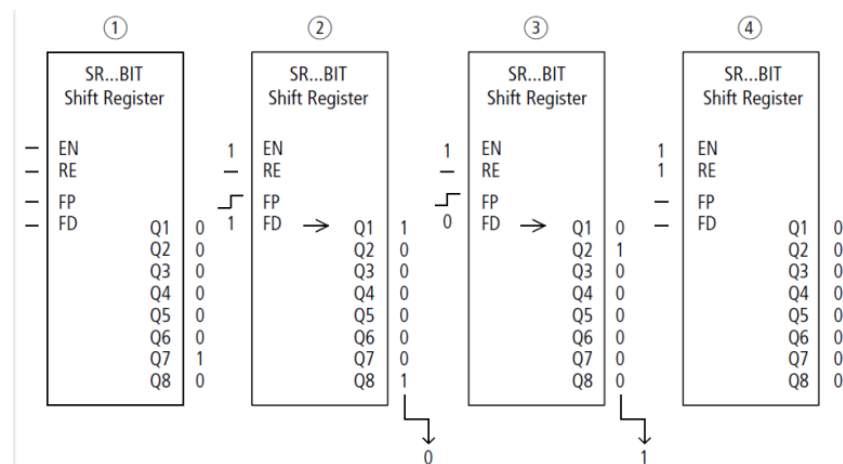 ① ② ③ ④
SR...BIT SR...BIT SR...BIT SR...BIT
Shift Register Shift Register Shift Register Shift Register
– EN 1 EN 1 EN 1 EN
– RE – RE – RE 1 RE
– FP FP FP – FP
– FD 1 FD → 0 FD → – FD
Q1 0 Q1 1 Q1 0 Q1 0
Q2 0 Q2 0 Q2 1 Q2 0
Q3 0 Q3 0 Q3 0 Q3 0
Q4 0 Q4 0 Q4 0 Q4 0
Q5 0 Q5 0 Q5 0 Q5 0
Q6 0 Q6 0 Q6 0 Q6 0
Q7 1 Q7 0 Q7 0 Q7 0
Q8 0 Q8 1 Q8 0 Q8 0
0 1